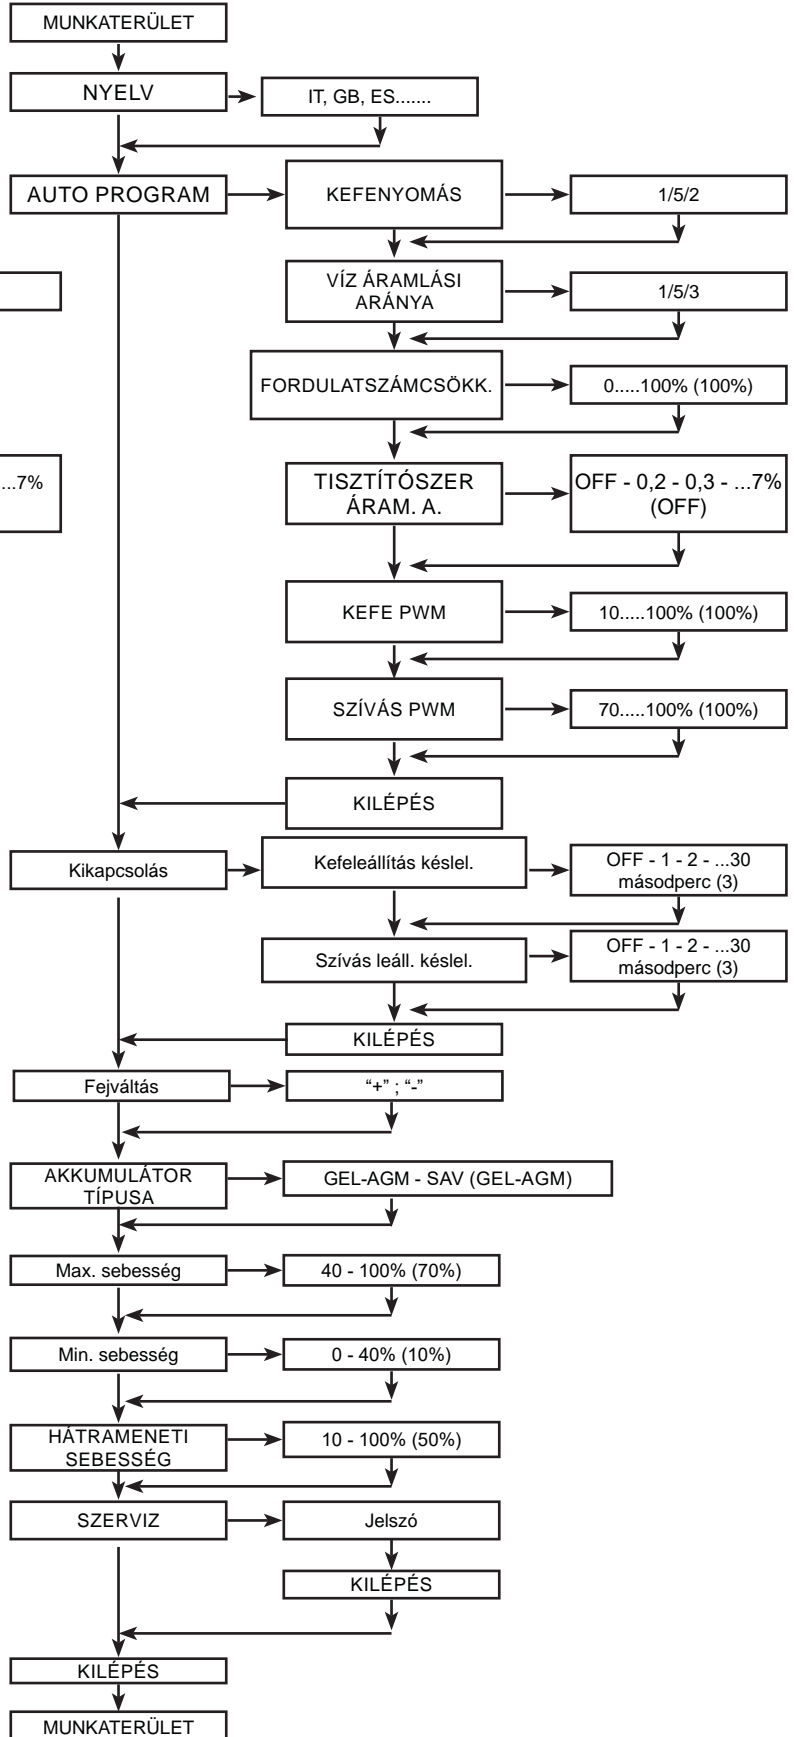 MUNKATERÜLET
NYELV
IT, GB, ES.......
AUTO PROGRAM
KEFENYOMÁS
1/5/2
VÍZ ÁRAMLÁSI
ARÁNYA
1/5/3
FORDULATSZÁMCSÖKK.
0.....100% (100%)
...7%
TISZTÍTÓSZER
ÁRAM. A.
OFF - 0,2 - 0,3 - ...7%
(OFF)
KEFE PWM
10.....100% (100%)
SZÍVÁS PWM
70.....100% (100%)
KILÉPÉS
Kikapcsolás
Kefeleállítás késlel.
OFF - 1 - 2 - ...30
másodperc (3)
Szívás leáll. késlel.
OFF - 1 - 2 - ...30
másodperc (3)
KILÉPÉS
Fejváltás
“+” ; “-”
AKKUMULÁTOR
TÍPUSA
GEL-AGM - SAV (GEL-AGM)
Max. sebesség
40 - 100% (70%)
Min. sebesség
0 - 40% (10%)
HÁTRAMENETI
SEBESSÉG
10 - 100% (50%)
SZERVIZ
Jelszó
KILÉPÉS
KILÉPÉS
MUNKATERÜLET